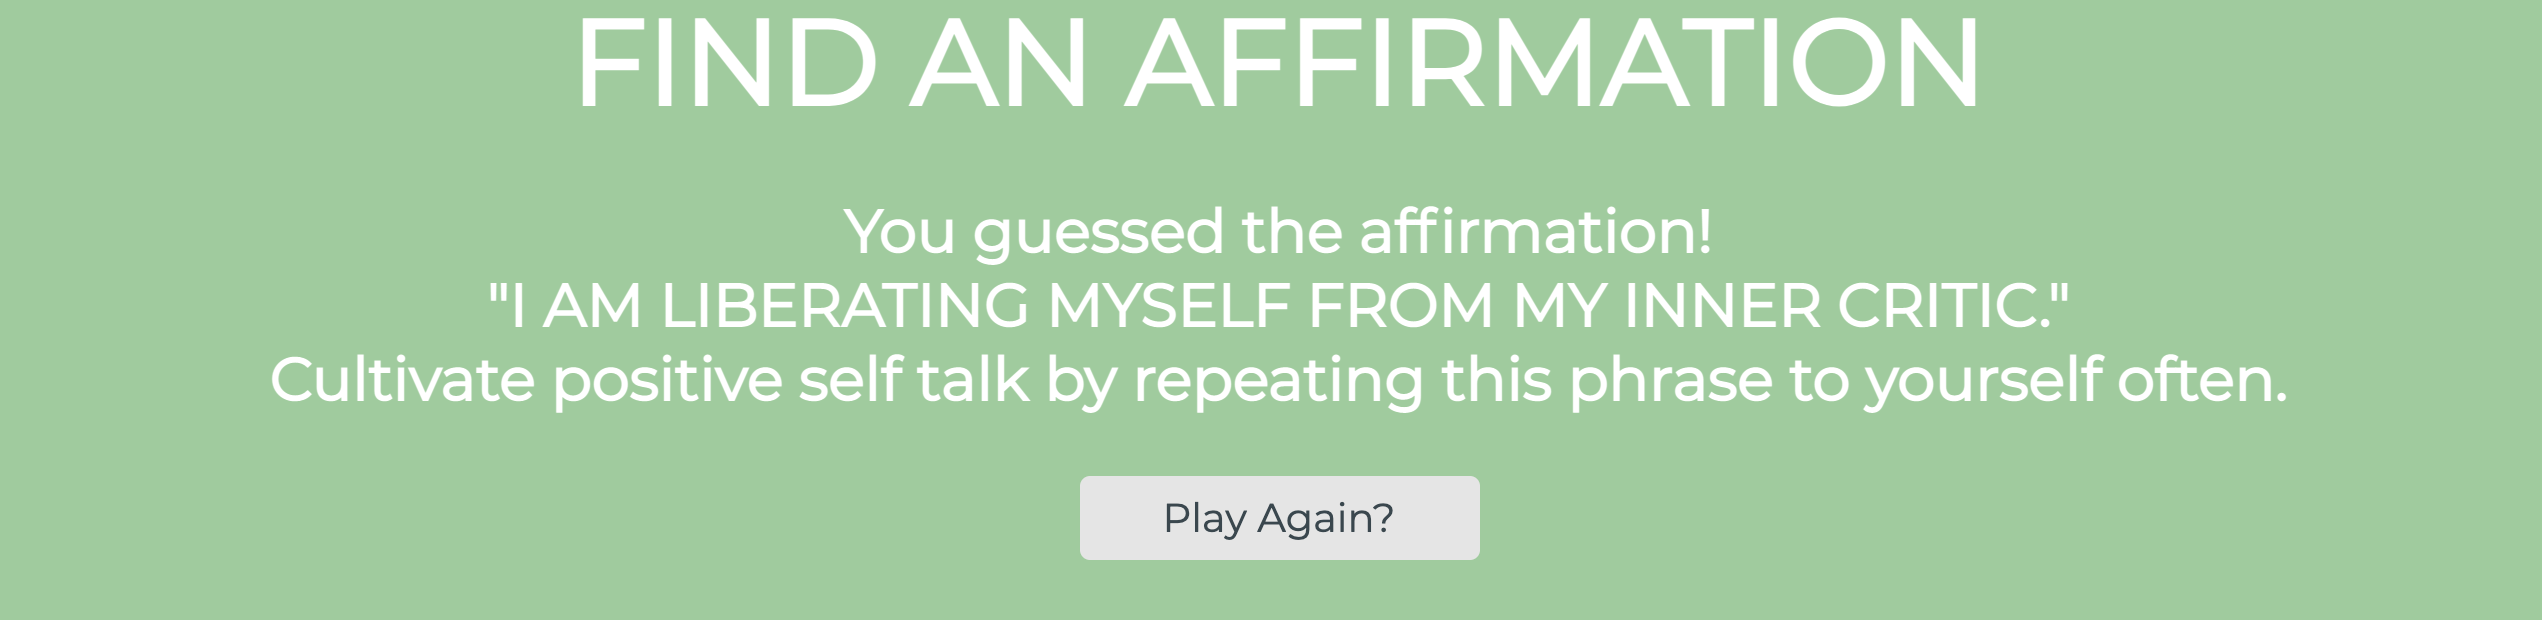 FIND AN AFFIRMATION
You guessed the affirmation!
"I AM LIBERATING MYSELF FROM MY INNER CRITIC."
Cultivate positive self talk by repeating this phrase to yourself often.
Play Again?